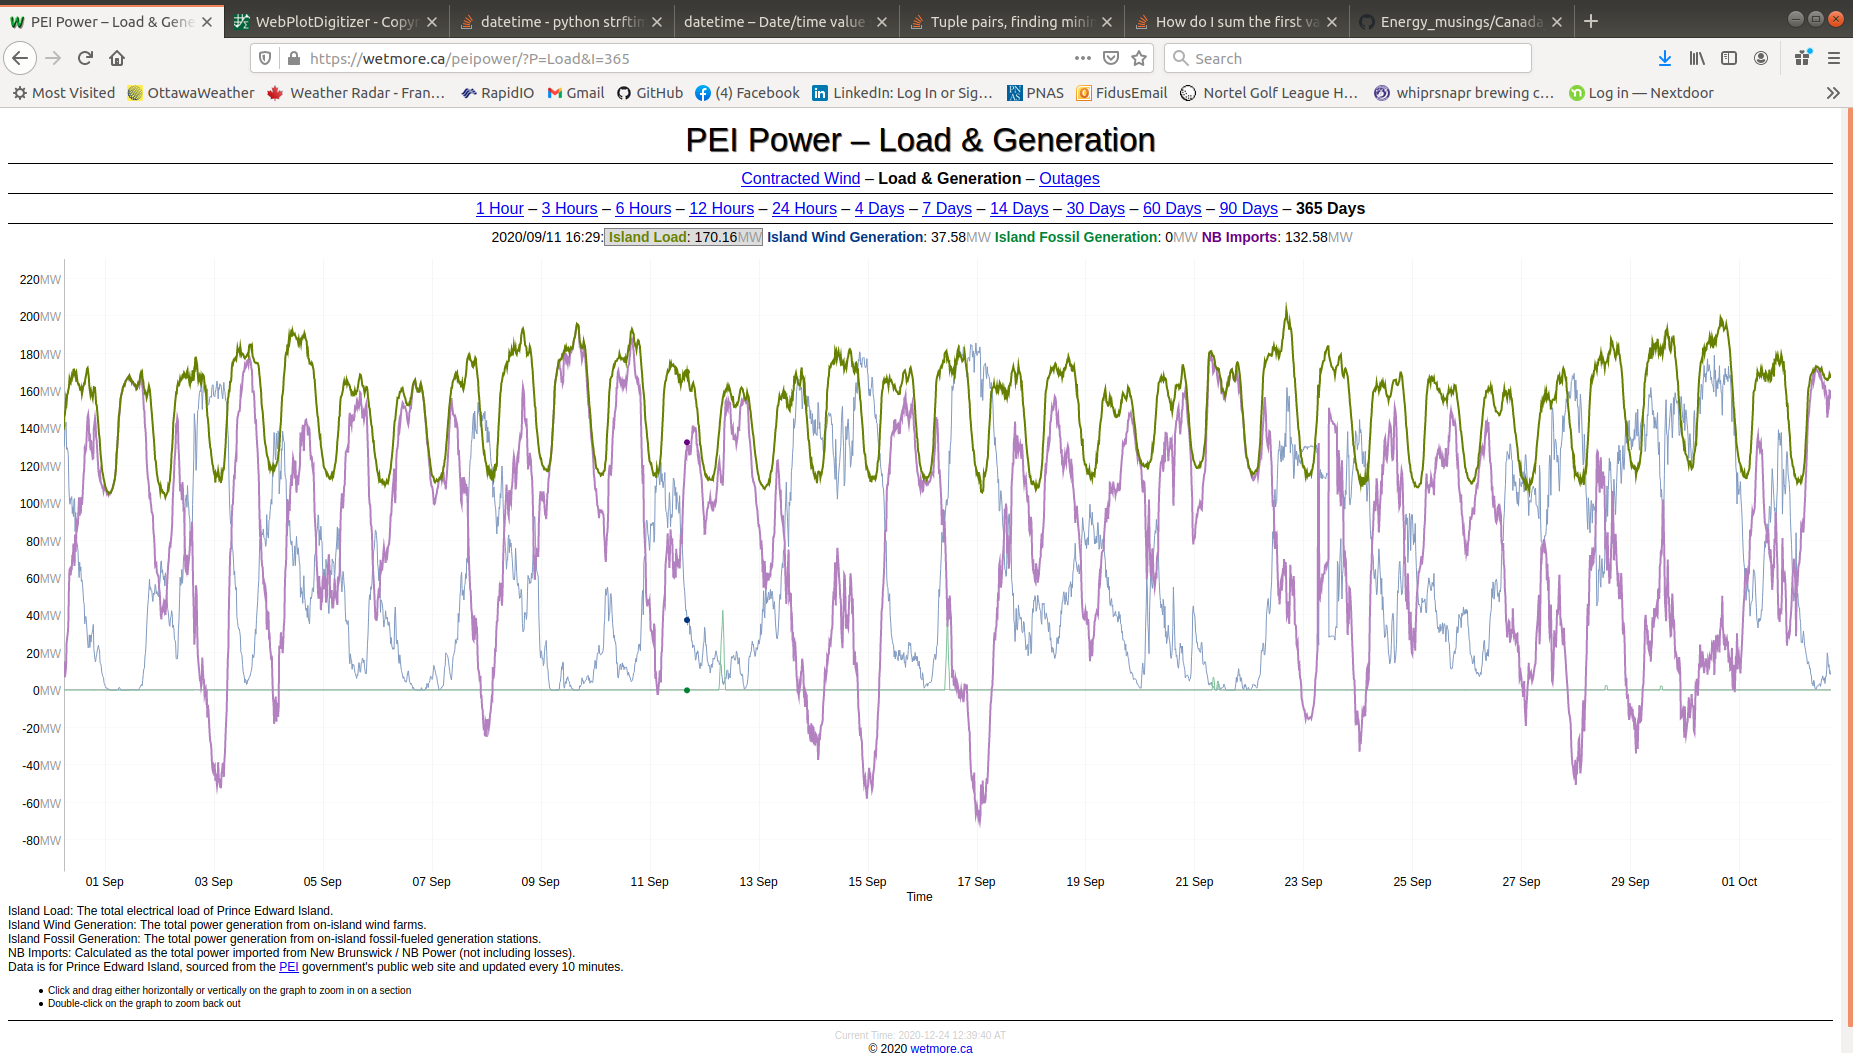 PEI Power – Load & Gene
WebPlotDigitizer - Copyr
datetime - python strftim
datetime – Date/time value
Tuple pairs, finding minim
How do I sum the first va
Energy_musings/Canada
https://wetmore.ca/peipower/?P=Load&I=365
Search
Most Visited OttawaWeather Weather Radar - Fran… RapidIO Gmail GitHub (4) Facebook LinkedIn: Log In or Sig… PNAS FidusEmail Nortel Golf League H… whiprsnapr brewing c… Log in — Nextdoor
PEI Power – Load & Generation
Contracted Wind – Load & Generation – Outages
1 Hour – 3 Hours – 6 Hours – 12 Hours – 24 Hours – 4 Days – 7 Days – 14 Days – 30 Days – 60 Days – 90 Days – 365 Days
2020/09/11 16:29: Island Load: 170.16MW Island Wind Generation: 37.58MW Island Fossil Generation: 0MW NB Imports: 132.58MW
220MW
200MW
180MW
160MW
140MW
120MW
100MW
80MW
60MW
40MW
20MW
0MW
-20MW
-40MW
-60MW
-80MW
01 Sep 03 Sep 05 Sep 07 Sep 09 Sep 11 Sep 13 Sep 15 Sep 17 Sep 19 Sep 21 Sep 23 Sep 25 Sep 27 Sep 29 Sep 01 Oct
Time
Island Load: The total electrical load of Prince Edward Island.
Island Wind Generation: The total power generation from on-island wind farms.
Island Fossil Generation: The total power generation from on-island fossil-fueled generation stations.
NB Imports: Calculated as the total power imported from New Brunswick / NB Power (not including losses).
Data is for Prince Edward Island, sourced from the PEI government's public web site and updated every 10 minutes.
• Click and drag either horizontally or vertically on the graph to zoom in on a section
• Double-click on the graph to zoom back out
Current Time: 2020-12-24 12:39:40 AT
© 2020 wetmore.ca